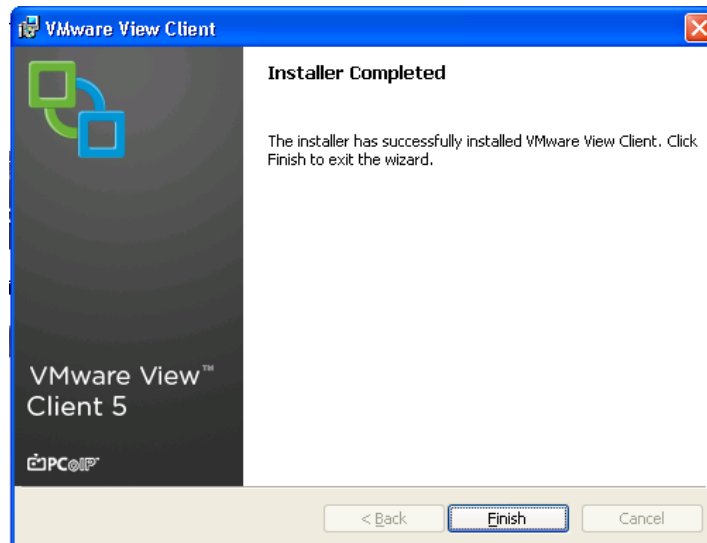 VMware View Client
Installer Completed
The installer has successfully installed VMware View Client. Click
Finish to exit the wizard.
VMware View™
Client 5
PCoIP
< Back
Finish
Cancel